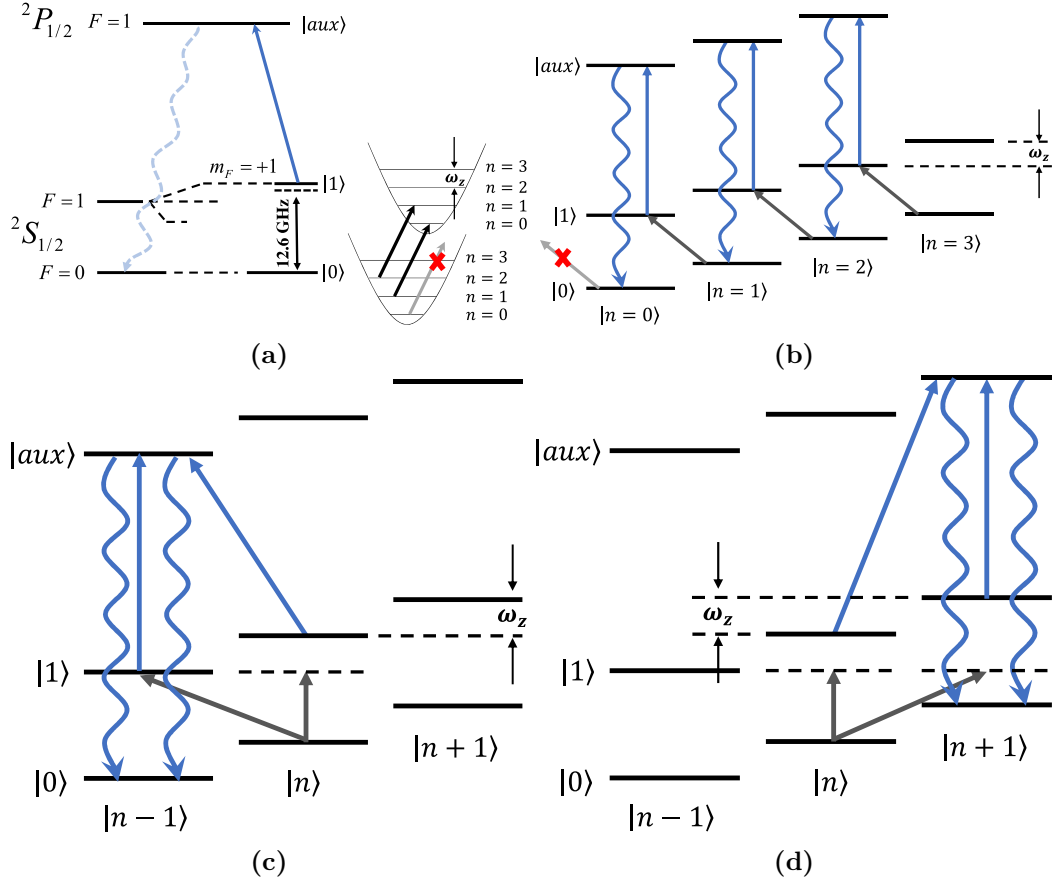 ²P₁/₂ F = 1 |aux⟩
m_F = +1
F = 1 |1⟩
²S₁/₂ 12.6 GHz
F = 0 |0⟩
ω_z n = 3
n = 2
n = 1
n = 0
n = 3
n = 2
n = 1
n = 0
(a)
|aux⟩
ω_z
|1⟩
|0⟩
|n = 0⟩
|n = 1⟩
|n = 2⟩
|n = 3⟩
(b)
|aux⟩
ω_z
|1⟩
|0⟩
|n − 1⟩
|n⟩
|n + 1⟩
(c)
|aux⟩
ω_z
|1⟩
|0⟩
|n − 1⟩
|n⟩
|n + 1⟩
(d)